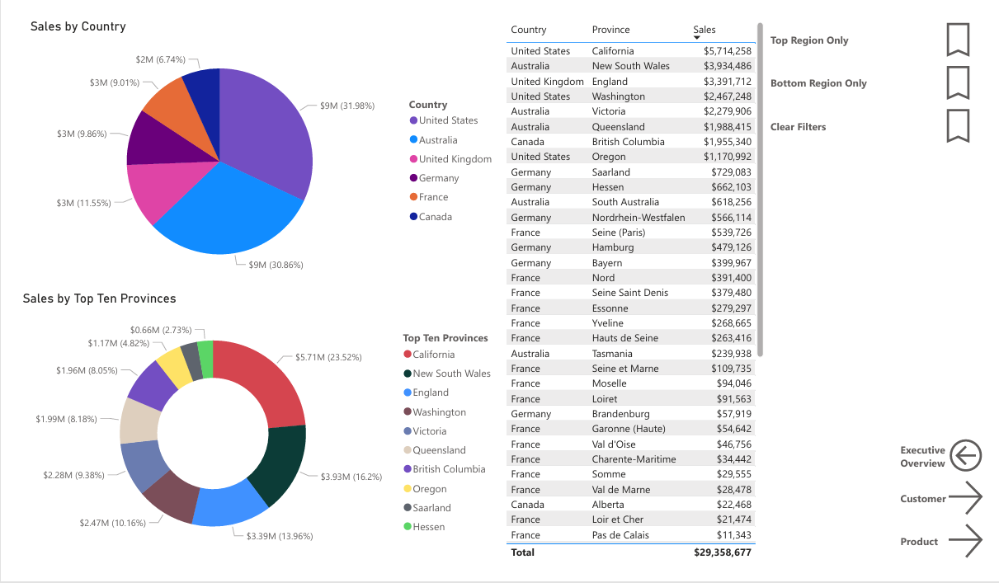 Sales by Country
$2M (6.74%)
$3M (9.01%)
$9M (31.98%)
$3M (9.86%)
$3M (11.55%)
$9M (30.86%)
Country
United States
Australia
United Kingdom
Germany
France
Canada
Sales by Top Ten Provinces
$0.66M (2.73%)
$1.17M (4.82%)
$5.71M (23.52%)
$1.96M (8.05%)
$1.99M (8.18%)
$2.28M (9.38%)
$3.93M (16.2%)
$2.47M (10.16%)
$3.39M (13.96%)
Top Ten Provinces
California
New South Wales
England
Washington
Victoria
Queensland
British Columbia
Oregon
Saarland
Hessen
Country Province Sales
United States California $5,714,258
Australia New South Wales $3,934,486
United Kingdom England $3,391,712
United States Washington $2,467,248
Australia Victoria $2,279,906
Australia Queensland $1,988,415
Canada British Columbia $1,955,340
United States Oregon $1,170,992
Germany Saarland $729,083
Germany Hessen $662,103
Australia South Australia $618,256
Germany Nordrhein-Westfalen $566,114
France Seine (Paris) $539,726
Germany Hamburg $479,126
Germany Bayern $399,967
France Nord $391,400
France Seine Saint Denis $379,480
France Essonne $279,297
France Yveline $268,665
France Hauts de Seine $263,416
Australia Tasmania $239,938
France Seine et Marne $109,735
France Moselle $94,046
France Loiret $91,563
Germany Brandenburg $57,919
France Garonne (Haute) $54,642
France Val d'Oise $46,756
France Charente-Maritime $34,442
France Somme $29,555
France Val de Marne $28,478
Canada Alberta $22,468
France Loir et Cher $21,474
France Pas de Calais $11,343
Total $29,358,677
Top Region Only
Bottom Region Only
Clear Filters
Executive
Overview
Customer
Product